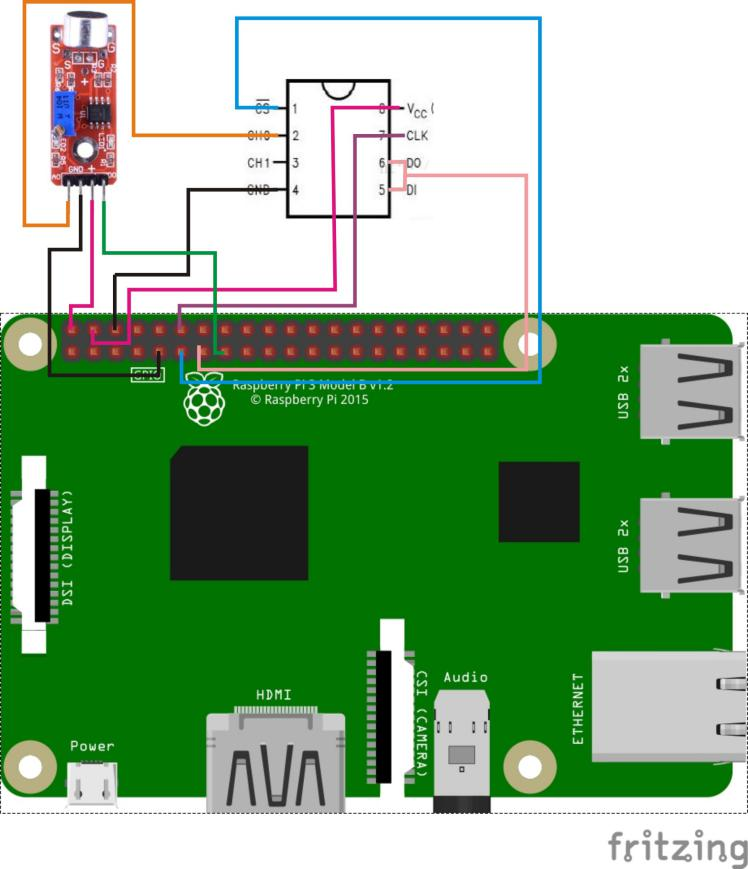 S G
S G
+
GND +
CS 1
CH0 2
CH1 3
GND 4
8 VCC (
7 CLK
6 DO
5 DI
GPIO
Raspberry Pi 3 Model B v1.2
© Raspberry Pi 2015
USB 2x
USB 2x
DSI (DISPLAY)
CSI (CAMERA)
Audio
ETHERNET
HDMI
Power
fritzing